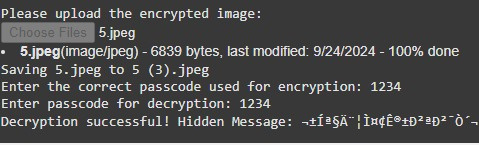 Please upload the encrypted image:
Choose Files 5.jpeg
• 5.jpeg(image/jpeg) - 6839 bytes, last modified: 9/24/2024 - 100% done
Saving 5.jpeg to 5 (3).jpeg
Enter the correct passcode used for encryption: 1234
Enter passcode for decryption: 1234
Decryption successful! Hidden Message: ¬±Íª§Ä¨¦Ì¤¢Ê®±Ð²ªÐ²¯Ò´¬